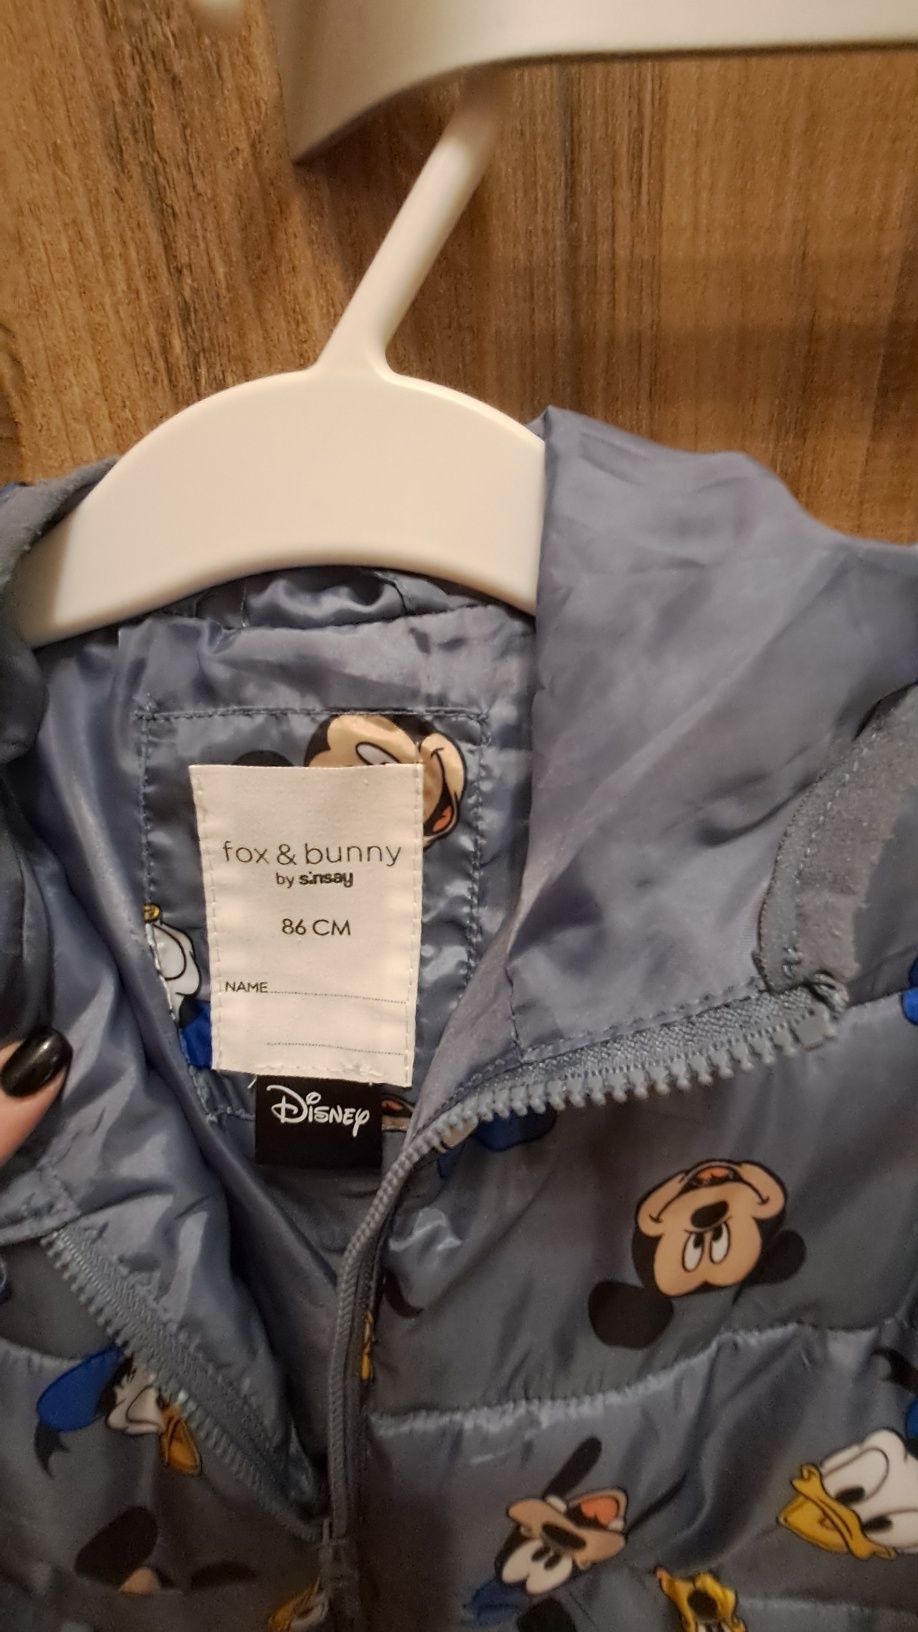 fox & bunny
by sinsay
86 CM
NAME
Disney